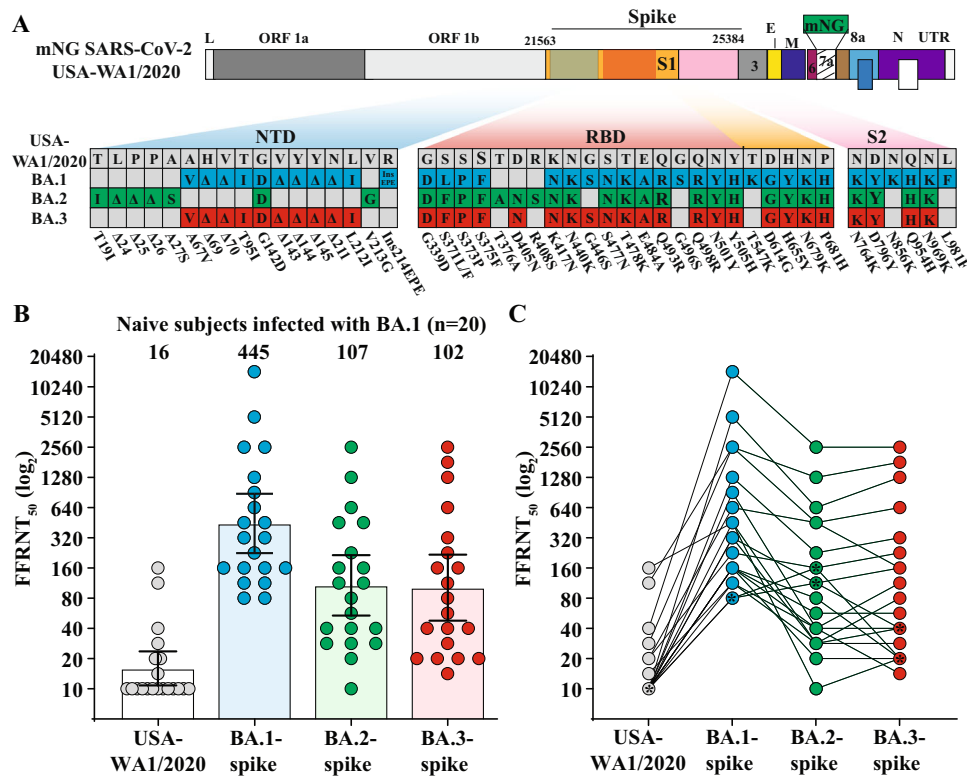 A
mNG SARS-CoV-2
USA-WA1/2020
L
ORF 1a
ORF 1b
21563
Spike
25384
S1
3
E
M
mNG
6
7a
8a
N
UTR
NTD
RBD
S2
USA-
WA1/2020
T L P P A A H V T G V Y Y N L V R
G S S S T D R K N G S T E Q G Q N Y T D H N P
N D N Q N L
BA.1
V Δ Δ I D Δ Δ Δ Δ I Ins EPE
D L P F N K S N K A R S R Y H K G Y K H
K Y K H K F
BA.2
I Δ Δ Δ S D G
D F P F A N S N K N K A R R Y H G Y K H
K Y H K
BA.3
V Δ Δ I D Δ Δ Δ Δ I
D F P F N N K S N K A R R Y H G Y K H
K Y H K
T19I
Δ24
Δ25
Δ26
A27S
A67V
Δ69
Δ70
T95I
G142D
Δ143
Δ144
Δ145
Δ211
L212I
V213G
Ins214EPE
G339D
S371L/F
S373P
S375F
T376A
D405N
R408S
K417N
N440K
G446S
S477N
T478K
E484A
Q493R
G496S
Q498R
N501Y
Y505H
T547K
D614G
H655Y
N679K
P681H
N764K
D796Y
N856K
Q954H
N969K
L981F
B
Naive subjects infected with BA.1 (n=20)
16 445 107 102
FFRNT50 (log2)
20480
10240
5120
2560
1280
640
320
160
80
40
20
10
USA-
WA1/2020
BA.1-
spike
BA.2-
spike
BA.3-
spike
C
FFRNT50 (log2)
20480
10240
5120
2560
1280
640
320
160
80
40
20
10
USA-
WA1/2020
BA.1-
spike
BA.2-
spike
BA.3-
spike